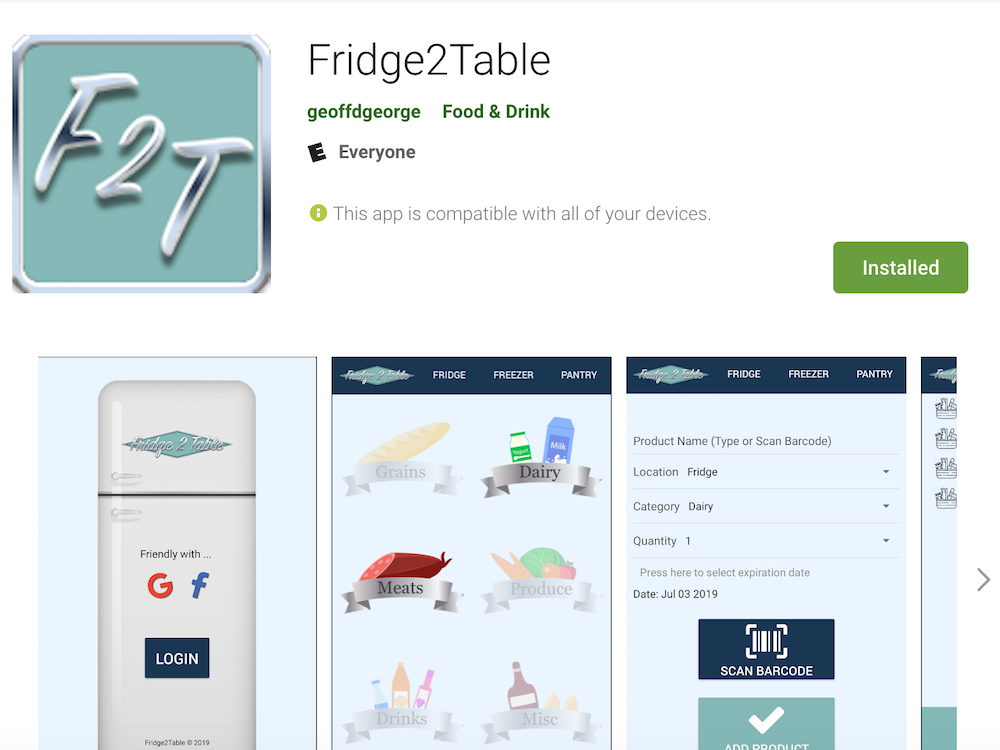 F2T
Fridge2Table
geoffdgeorge Food & Drink
E Everyone
This app is compatible with all of your devices.
Installed
Fridge 2 Table
Friendly with ...
G f
LOGIN
Fridge2Table © 2019
Fridge 2 Table FRIDGE FREEZER PANTRY
Grains
Yogurt Milk
Dairy
Meats
Produce
Drinks
Misc
Fridge 2 Table FRIDGE FREEZER PANTRY
Product Name (Type or Scan Barcode)
Location Fridge
Category Dairy
Quantity 1
Press here to select expiration date
Date: Jul 03 2019
SCAN BARCODE
ADD PRODUCT